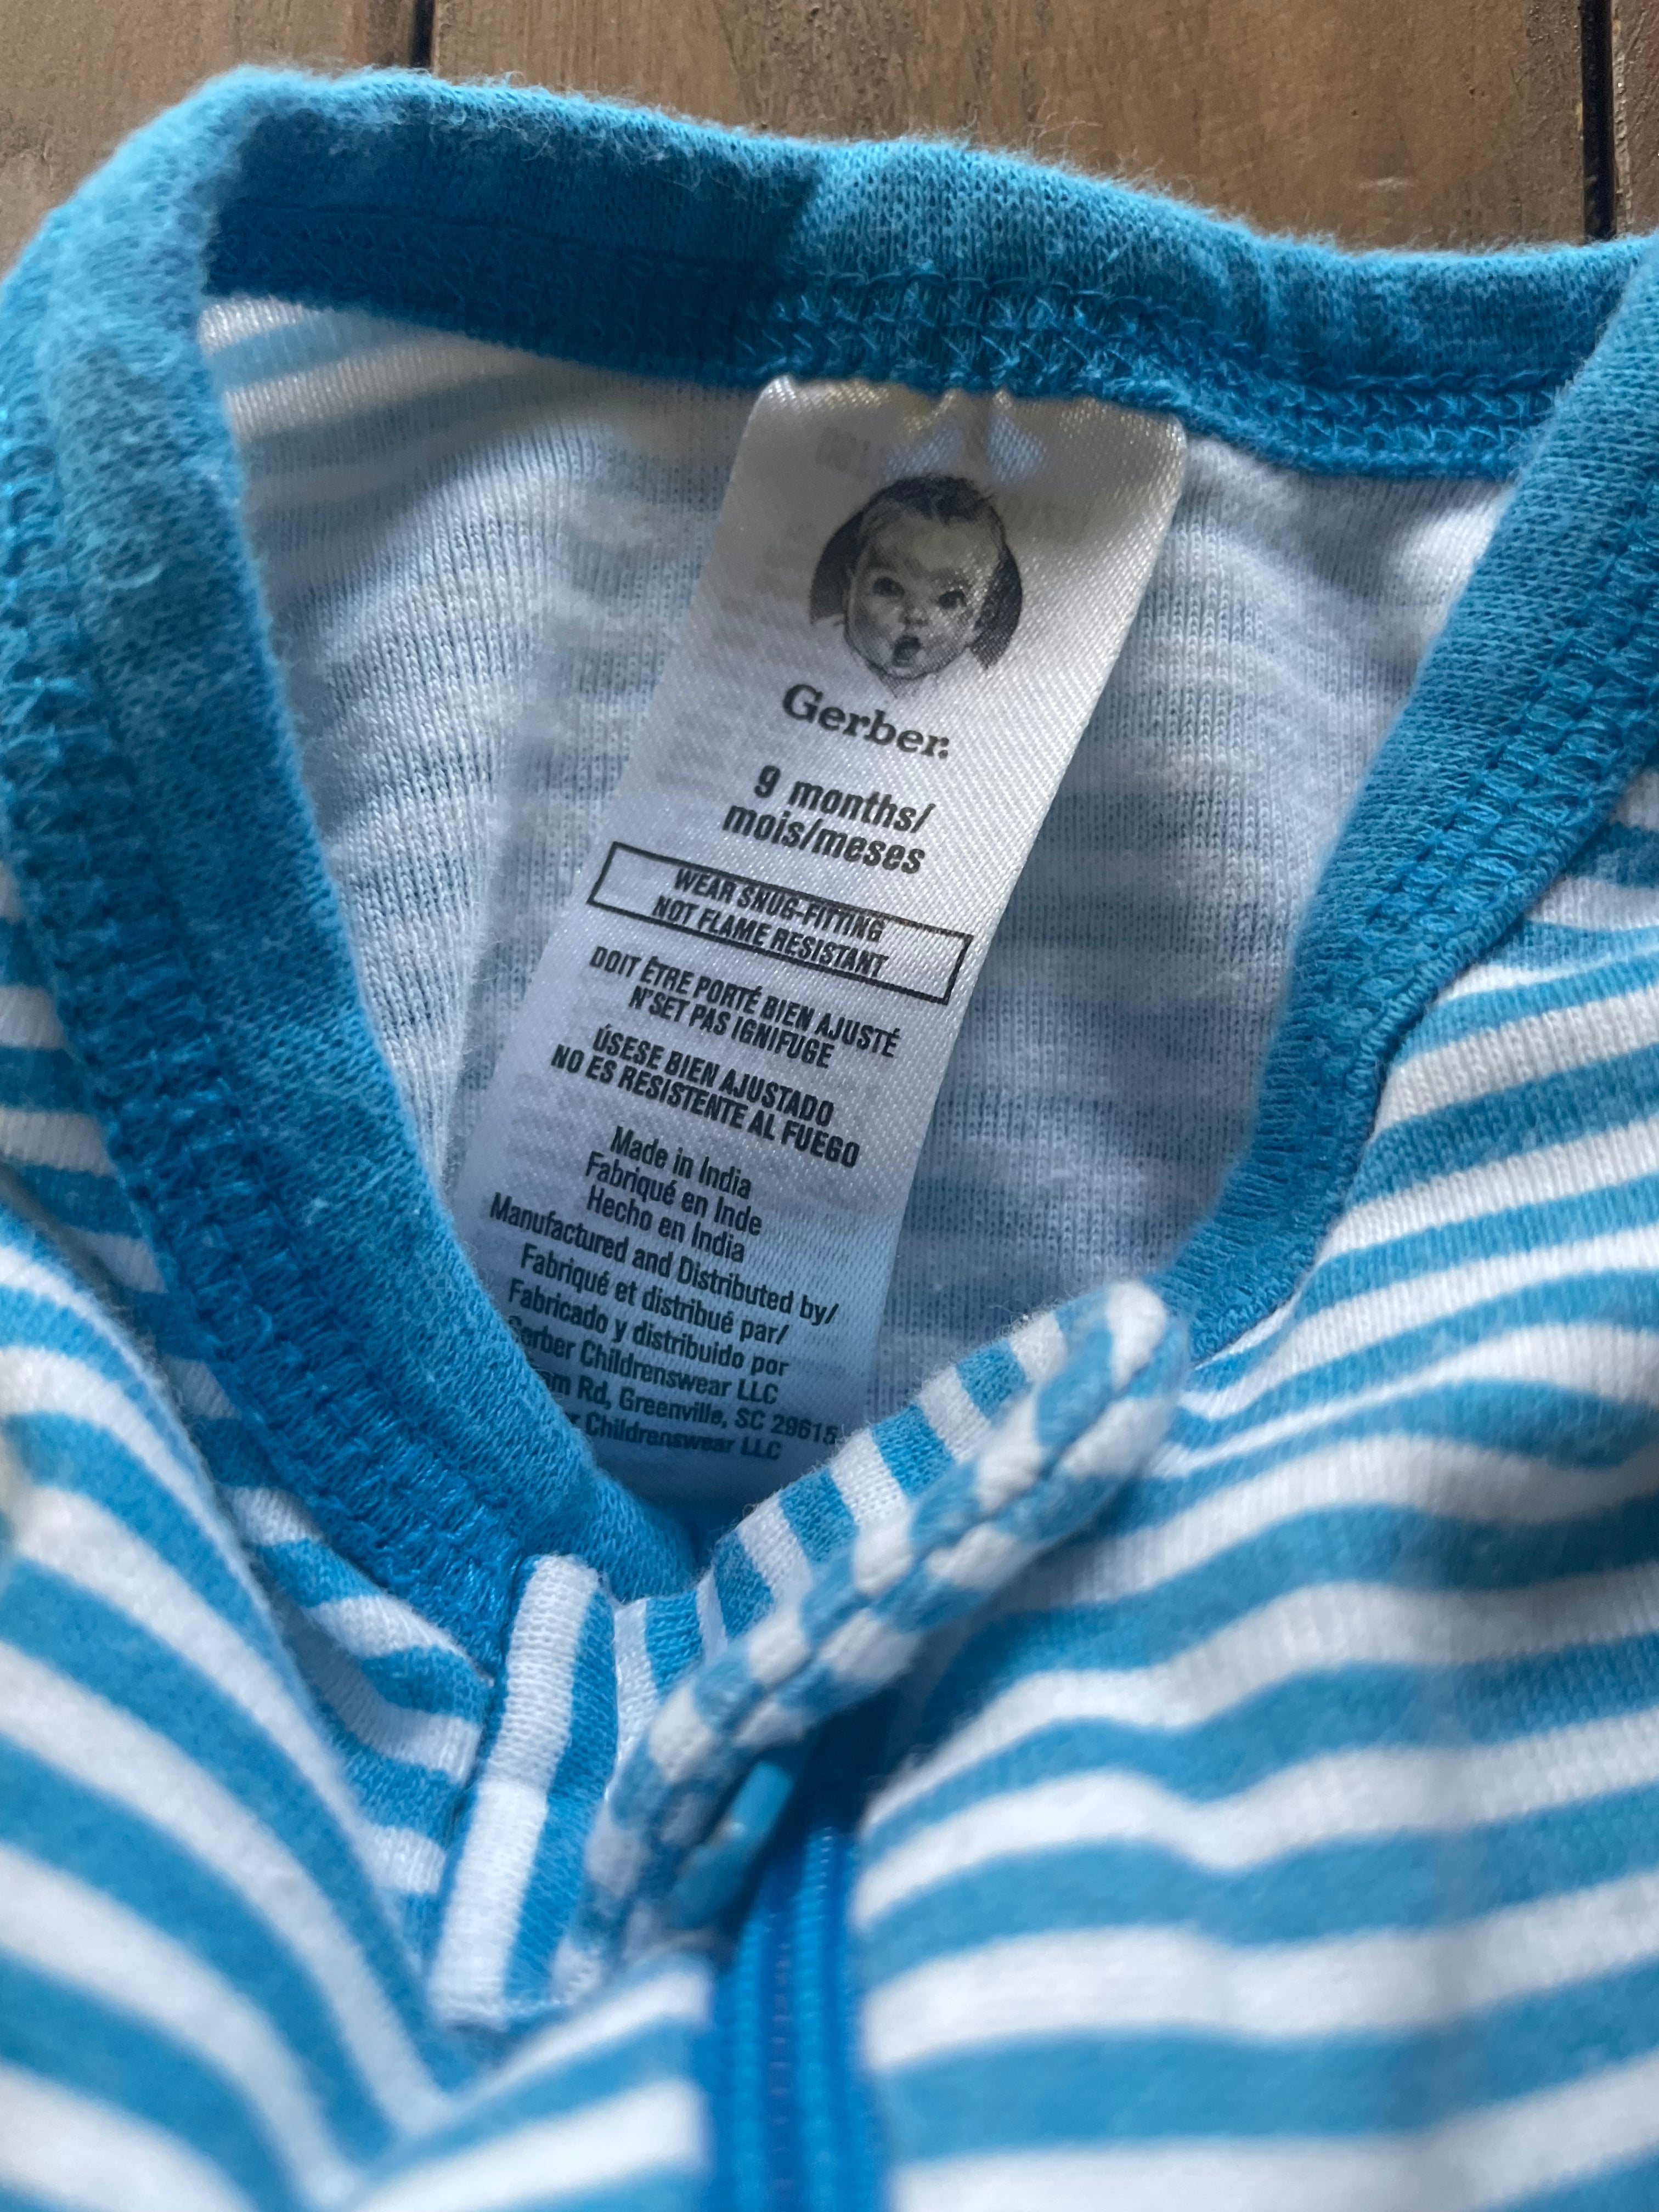 Gerber.
9 months/
mois/meses
WEAR SNUG-FITTING
NOT FLAME RESISTANT
DOIT ÊTRE PORTÉ BIEN AJUSTÉ
N'SET PAS IGNIFUGE
ÚSESE BIEN AJUSTADO
NO ES RESISTENTE AL FUEGO
Made in India
Fabriqué en Inde
Hecho en India
Manufactured and Distributed by/
Fabriqué et distribué par/
Fabricado y distribuido por
Gerber Childrenswear LLC
Rd, Greenville, SC 29615
Childrenswear LLC